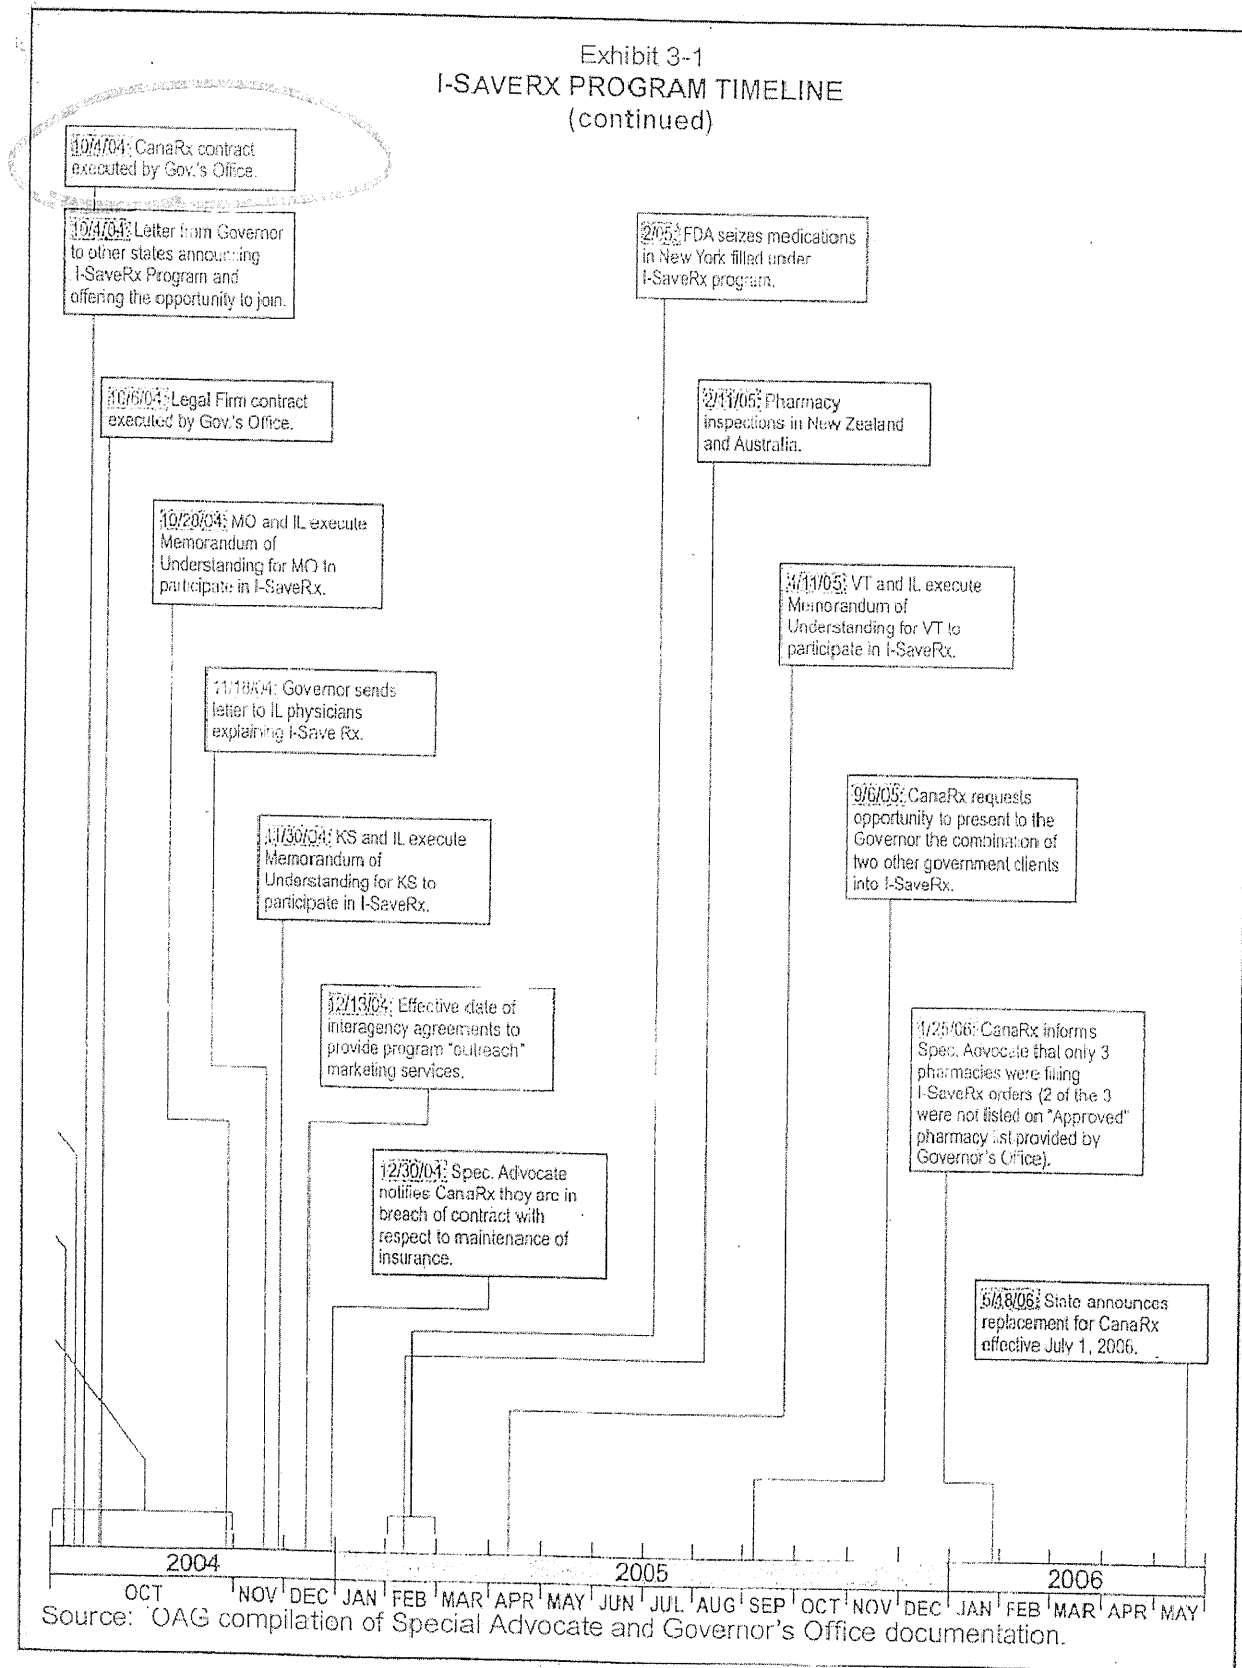 Exhibit 3-1
I-SAVERX PROGRAM TIMELINE
(continued)
10/4/04: CanaRx contract
executed by Gov.'s Office.
10/4/04: Letter from Governor
to other states announcing
I-SaveRx Program and
offering the opportunity to join.
2/05: FDA seizes medications
in New York filled under
I-SaveRx program.
10/6/04: Legal Firm contract
executed by Gov.'s Office.
2/11/05: Pharmacy
inspections in New Zealand
and Australia.
10/20/04: MO and IL execute
Memorandum of
Understanding for MO to
participate in I-SaveRx.
4/11/05: VT and IL execute
Memorandum of
Understanding for VT to
participate in I-SaveRx.
11/18/04: Governor sends
letter to IL physicians
explaining I-Save Rx.
9/6/05: CanaRx requests
opportunity to present to the
Governor the combination of
two other government clients
into I-SaveRx.
11/30/04: KS and IL execute
Memorandum of
Understanding for KS to
participate in I-SaveRx.
12/13/04: Effective date of
interagency agreements to
provide program "outreach"
marketing services.
1/25/06: CanaRx informs
Spec. Advocate that only 3
pharmacies were filling
I-SaveRx orders (2 of the 3
were not listed on "Approved"
pharmacy list provided by
Governor's Office).
12/30/04: Spec. Advocate
notifies CanaRx they are in
breach of contract with
respect to maintenance of
insurance.
5/18/06: State announces
replacement for CanaRx
effective July 1, 2006.
2004 2005 2006
OCT NOV DEC JAN FEB MAR APR MAY JUN JUL AUG SEP OCT NOV DEC JAN FEB MAR APR MAY
Source: OAG compilation of Special Advocate and Governor's Office documentation.